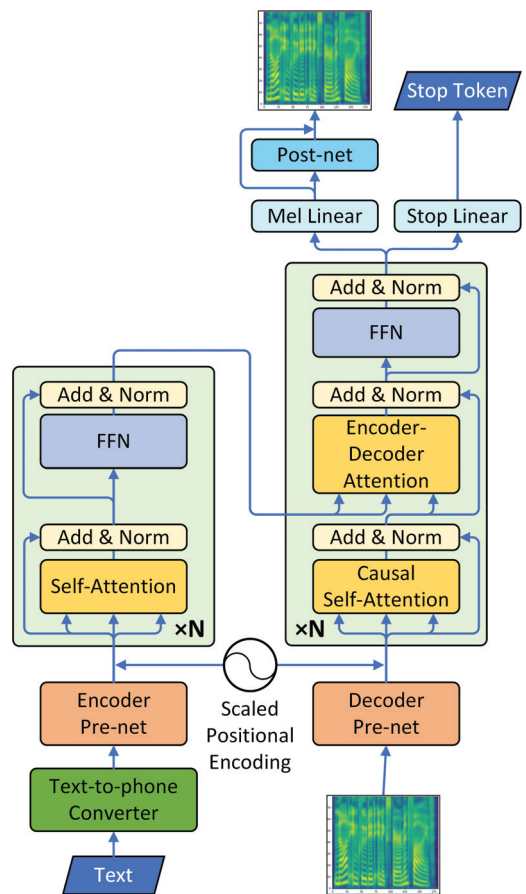 Stop Token
Post-net
Mel Linear
Stop Linear
Add & Norm
FFN
Add & Norm
Encoder-
Decoder
Attention
Add & Norm
Causal
Self-Attention
×N
Add & Norm
FFN
Add & Norm
Self-Attention
×N
Encoder
Pre-net
Scaled
Positional
Encoding
Decoder
Pre-net
Text-to-phone
Converter
Text